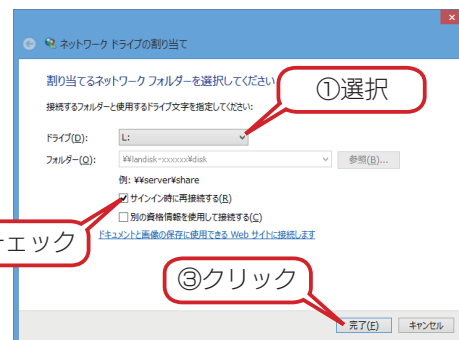 ネットワーク ドライブの割り当て
割り当てるネットワーク フォルダーを選択してください
①選択
接続するフォルダーと使用するドライブ文字を指定してください:
ドライブ(D): L:
フォルダー(O): ¥¥landisk-xxxxxx¥disk 参照(B)...
例: ¥¥server¥share
サインイン時に再接続する(R)
別の資格情報を使用して接続する(C)
チェック
ドキュメントと画像の保存に使用できる Web サイトに接続します
③クリック
完了(F) キャンセル